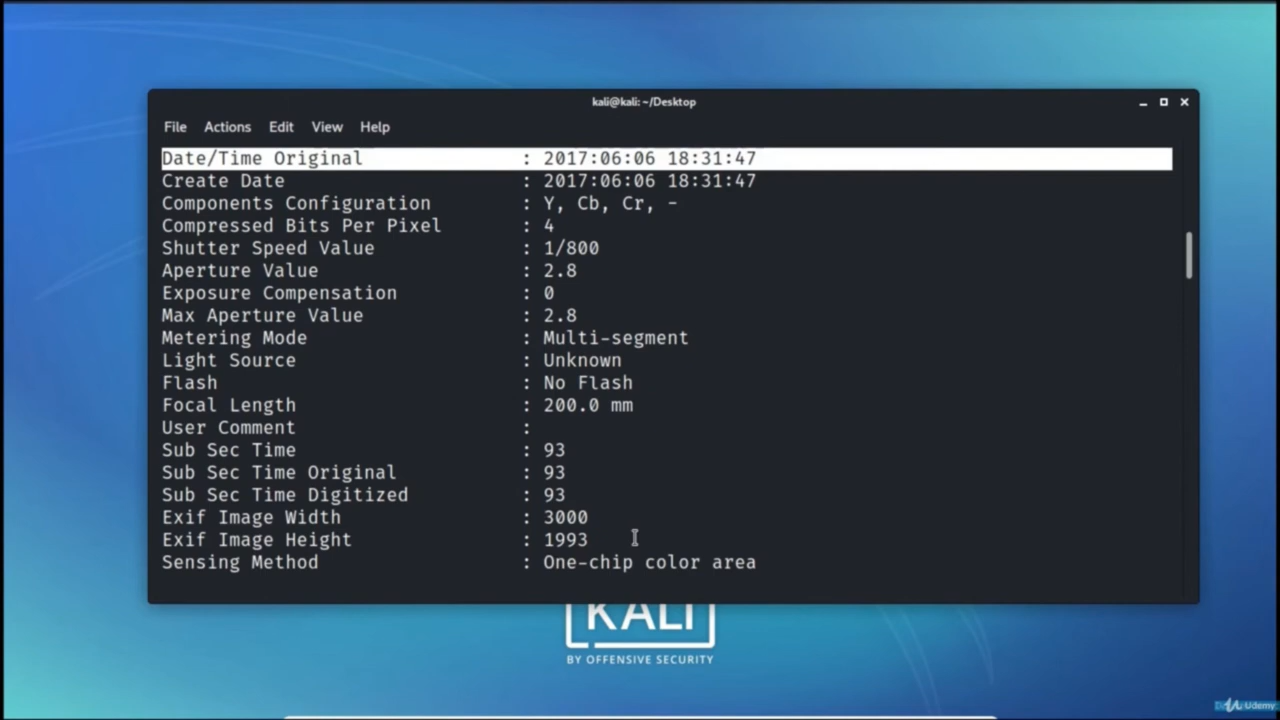 kali@kali: ~/Desktop
File Actions Edit View Help
Date/Time Original : 2017:06:06 18:31:47
Create Date : 2017:06:06 18:31:47
Components Configuration : Y, Cb, Cr, -
Compressed Bits Per Pixel : 4
Shutter Speed Value : 1/800
Aperture Value : 2.8
Exposure Compensation : 0
Max Aperture Value : 2.8
Metering Mode : Multi-segment
Light Source : Unknown
Flash : No Flash
Focal Length : 200.0 mm
User Comment :
Sub Sec Time : 93
Sub Sec Time Original : 93
Sub Sec Time Digitized : 93
Exif Image Width : 3000
Exif Image Height : 1993
Sensing Method : One-chip color area
KALI
BY OFFENSIVE SECURITY
Udemy